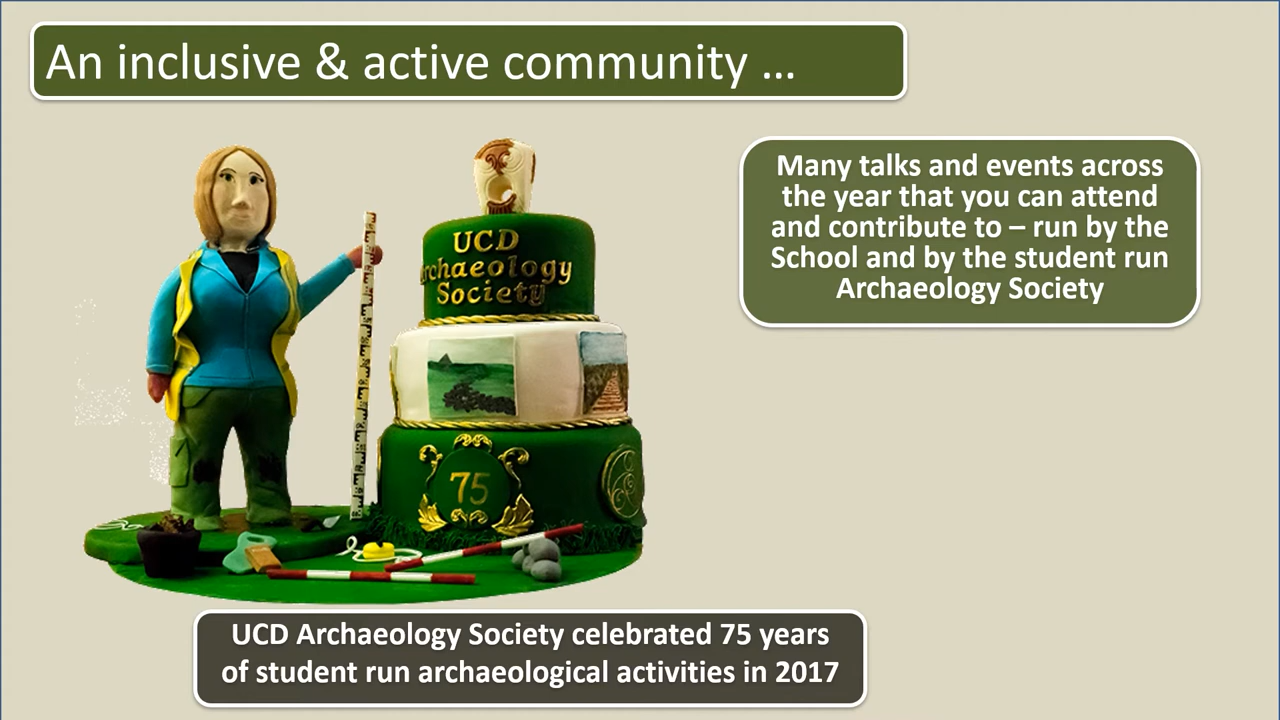 An inclusive & active community ...
Many talks and events across
the year that you can attend
and contribute to – run by the
School and by the student run
Archaeology Society
UCD
Archaeology
Society
75
UCD Archaeology Society celebrated 75 years
of student run archaeological activities in 2017